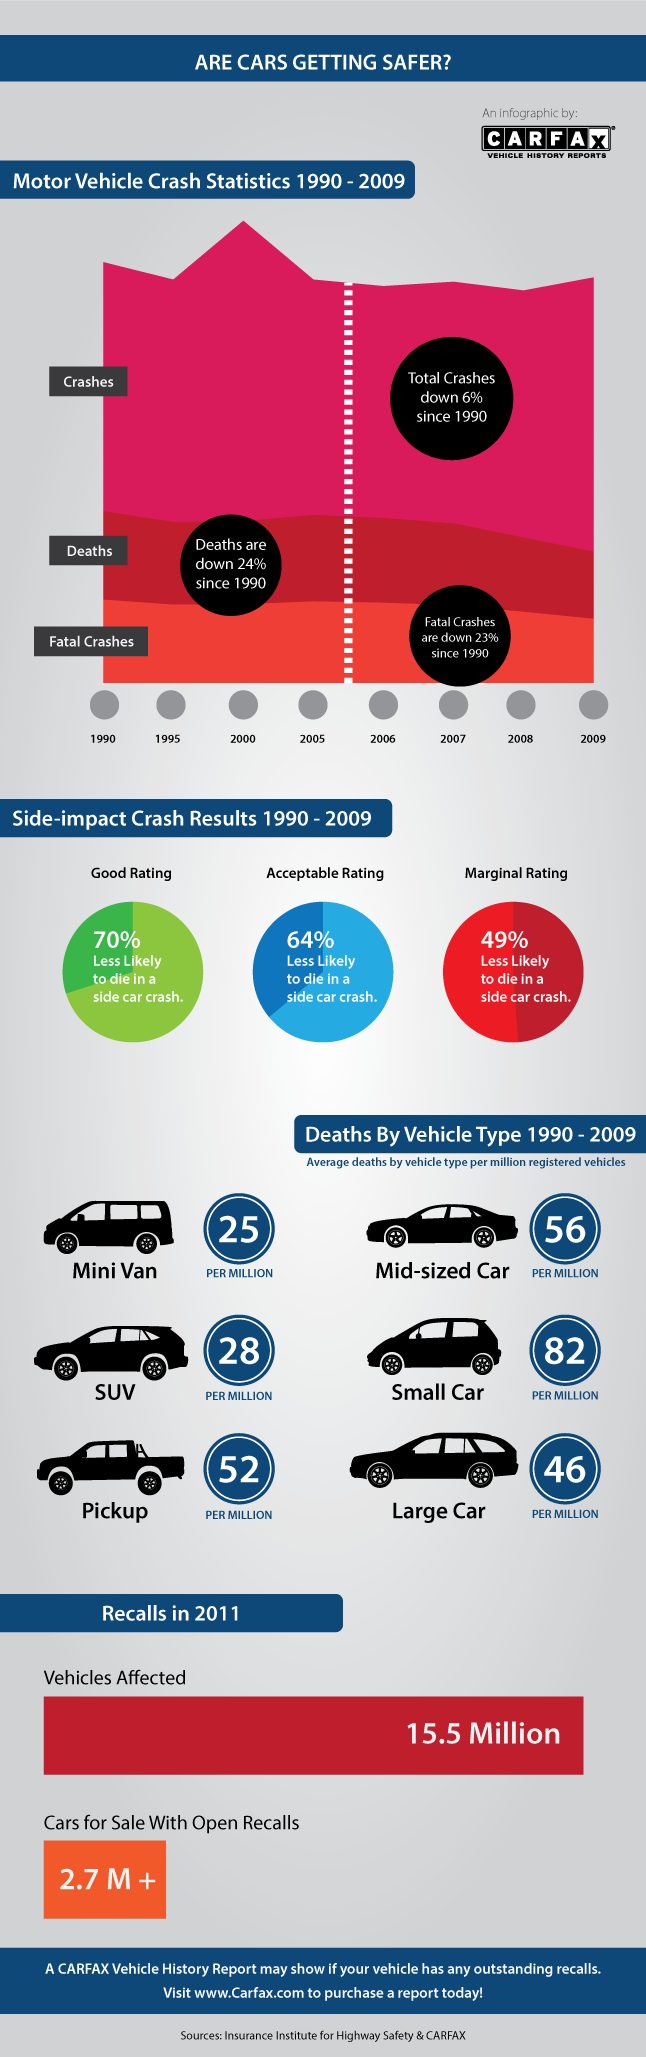 ARE CARS GETTING SAFER?
An infographic by:
CARFAX®
VEHICLE HISTORY REPORTS
Motor Vehicle Crash Statistics 1990 - 2009
Crashes
Total Crashes
down 6%
since 1990
Deaths
Deaths are
down 24%
since 1990
Fatal Crashes
Fatal Crashes
are down 23%
since 1990
1990 1995 2000 2005 2006 2007 2008 2009
Side-impact Crash Results 1990 - 2009
Good Rating
70%
Less Likely
to die in a
side car crash.
Acceptable Rating
64%
Less Likely
to die in a
side car crash.
Marginal Rating
49%
Less Likely
to die in a
side car crash.
Deaths By Vehicle Type 1990 - 2009
Average deaths by vehicle type per million registered vehicles
Mini Van
25
PER MILLION
Mid-sized Car
56
PER MILLION
SUV
28
PER MILLION
Small Car
82
PER MILLION
Pickup
52
PER MILLION
Large Car
46
PER MILLION
Recalls in 2011
Vehicles Affected
15.5 Million
Cars for Sale With Open Recalls
2.7 M +
A CARFAX Vehicle History Report may show if your vehicle has any outstanding recalls.
Visit www.Carfax.com to purchase a report today!
Sources: Insurance Institute for Highway Safety & CARFAX